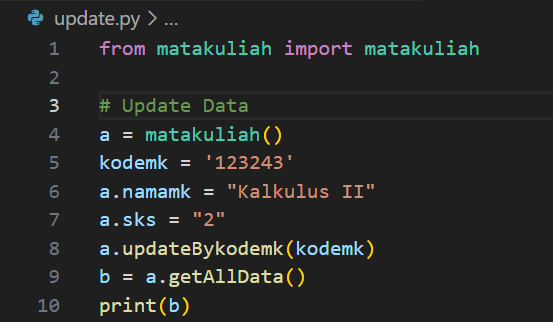 update.py > ...
1 from matakuliah import matakuliah
2
3 # Update Data
4 a = matakuliah()
5 kodemk = '123243'
6 a.namamk = "Kalkulus II"
7 a.sks = "2"
8 a.updateBykodemk(kodemk)
9 b = a.getAllData()
10 print(b)